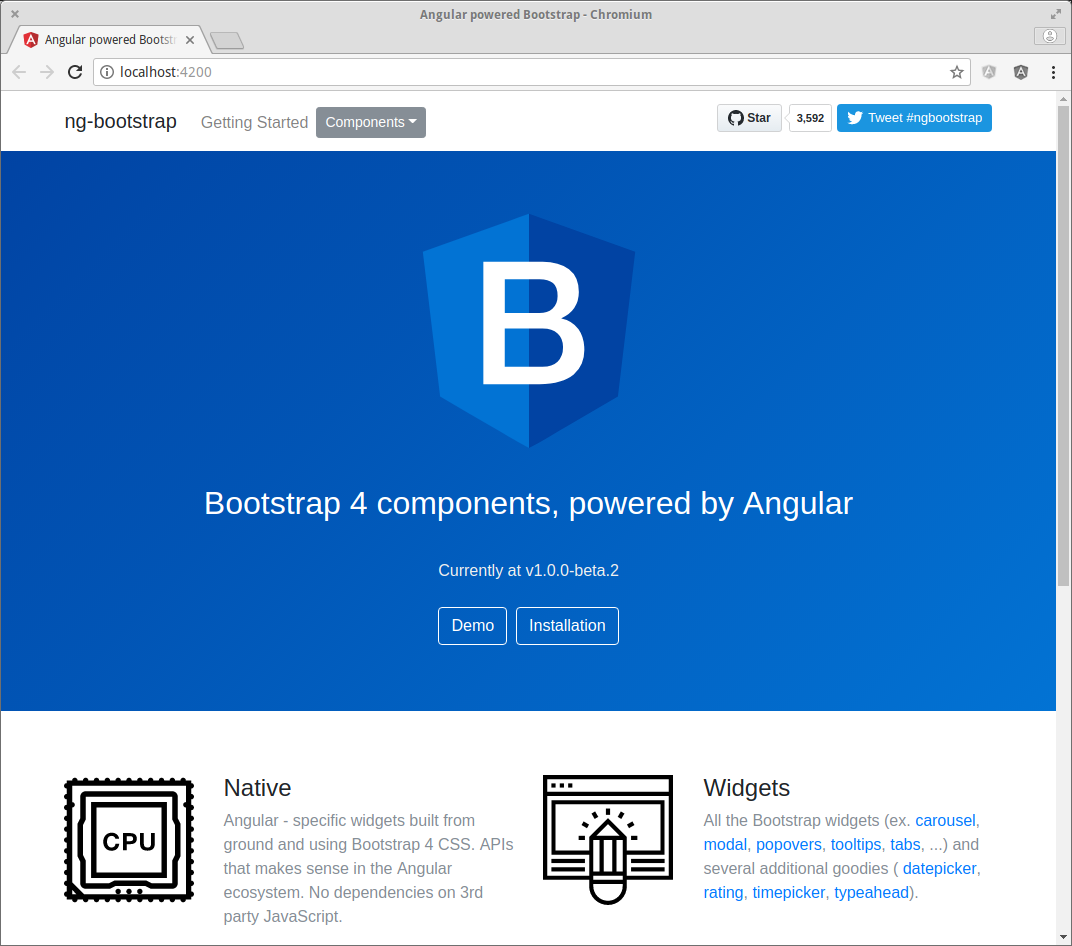 Angular powered Bootstrap - Chromium
Angular powered Bootst
localhost:4200
ng-bootstrap
Getting Started
Components
Star
3,592
Tweet #ngbootstrap
B
Bootstrap 4 components, powered by Angular
Currently at v1.0.0-beta.2
Demo
Installation
CPU
Native
Angular - specific widgets built from
ground and using Bootstrap 4 CSS. APIs
that makes sense in the Angular
ecosystem. No dependencies on 3rd
party JavaScript.
Widgets
All the Bootstrap widgets (ex. carousel,
modal, popovers, tooltips, tabs, ...) and
several additional goodies ( datepicker,
rating, timepicker, typeahead).